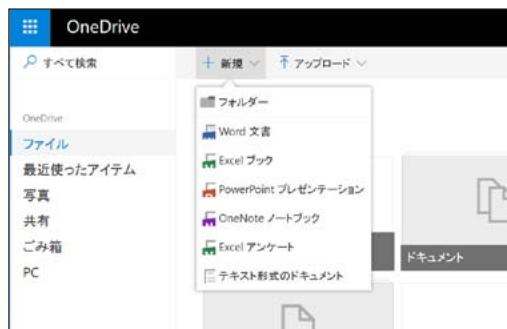 OneDrive
すべて検索
新規
アップロード
フォルダー
OneDrive
Word 文書
ファイル
Excel ブック
最近使ったアイテム
PowerPoint プレゼンテーション
写真
OneNote ノートブック
共有
Excel アンケート
ドキュメント
ごみ箱
PC
テキスト形式のドキュメント